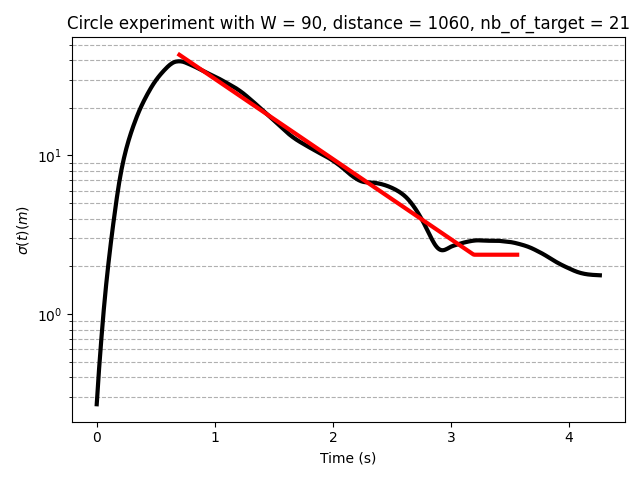 Circle experiment with W = 90, distance = 1060, nb_of_target = 21
10¹
10⁰
σ(t)(m)
0 1 2 3 4
Time (s)